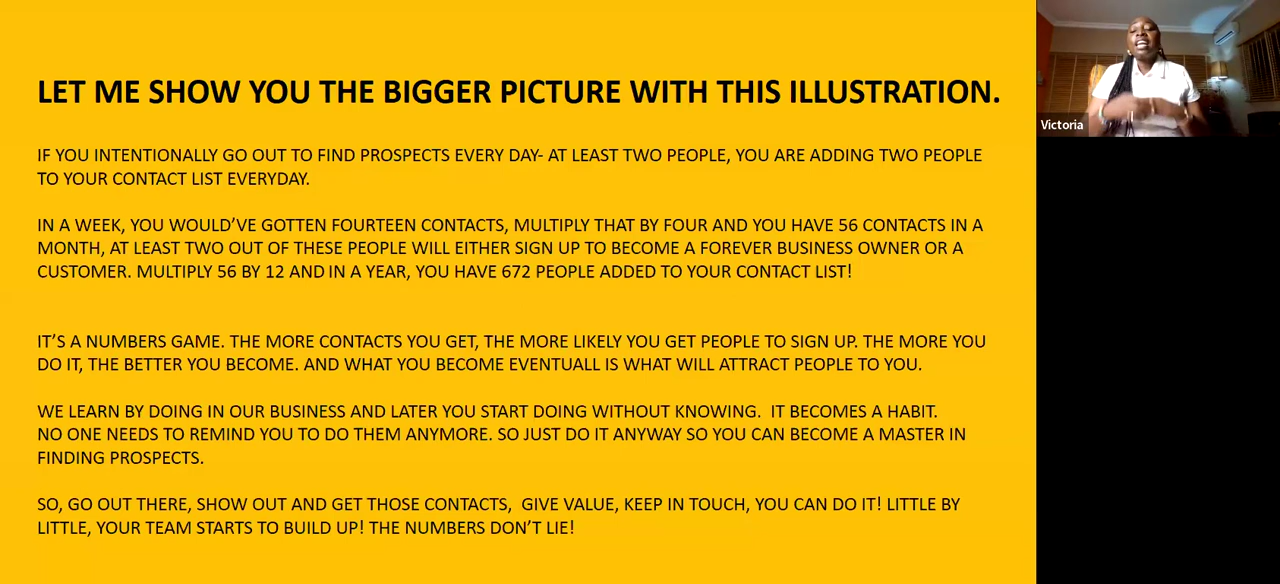 LET ME SHOW YOU THE BIGGER PICTURE WITH THIS ILLUSTRATION.
IF YOU INTENTIONALLY GO OUT TO FIND PROSPECTS EVERY DAY- AT LEAST TWO PEOPLE, YOU ARE ADDING TWO PEOPLE
TO YOUR CONTACT LIST EVERYDAY.
IN A WEEK, YOU WOULD'VE GOTTEN FOURTEEN CONTACTS, MULTIPLY THAT BY FOUR AND YOU HAVE 56 CONTACTS IN A
MONTH, AT LEAST TWO OUT OF THESE PEOPLE WILL EITHER SIGN UP TO BECOME A FOREVER BUSINESS OWNER OR A
CUSTOMER. MULTIPLY 56 BY 12 AND IN A YEAR, YOU HAVE 672 PEOPLE ADDED TO YOUR CONTACT LIST!
IT'S A NUMBERS GAME. THE MORE CONTACTS YOU GET, THE MORE LIKELY YOU GET PEOPLE TO SIGN UP. THE MORE YOU
DO IT, THE BETTER YOU BECOME. AND WHAT YOU BECOME EVENTUALL IS WHAT WILL ATTRACT PEOPLE TO YOU.
WE LEARN BY DOING IN OUR BUSINESS AND LATER YOU START DOING WITHOUT KNOWING.  IT BECOMES A HABIT.
NO ONE NEEDS TO REMIND YOU TO DO THEM ANYMORE. SO JUST DO IT ANYWAY SO YOU CAN BECOME A MASTER IN
FINDING PROSPECTS.
SO, GO OUT THERE, SHOW OUT AND GET THOSE CONTACTS,  GIVE VALUE, KEEP IN TOUCH, YOU CAN DO IT! LITTLE BY
LITTLE, YOUR TEAM STARTS TO BUILD UP! THE NUMBERS DON'T LIE!
Victoria